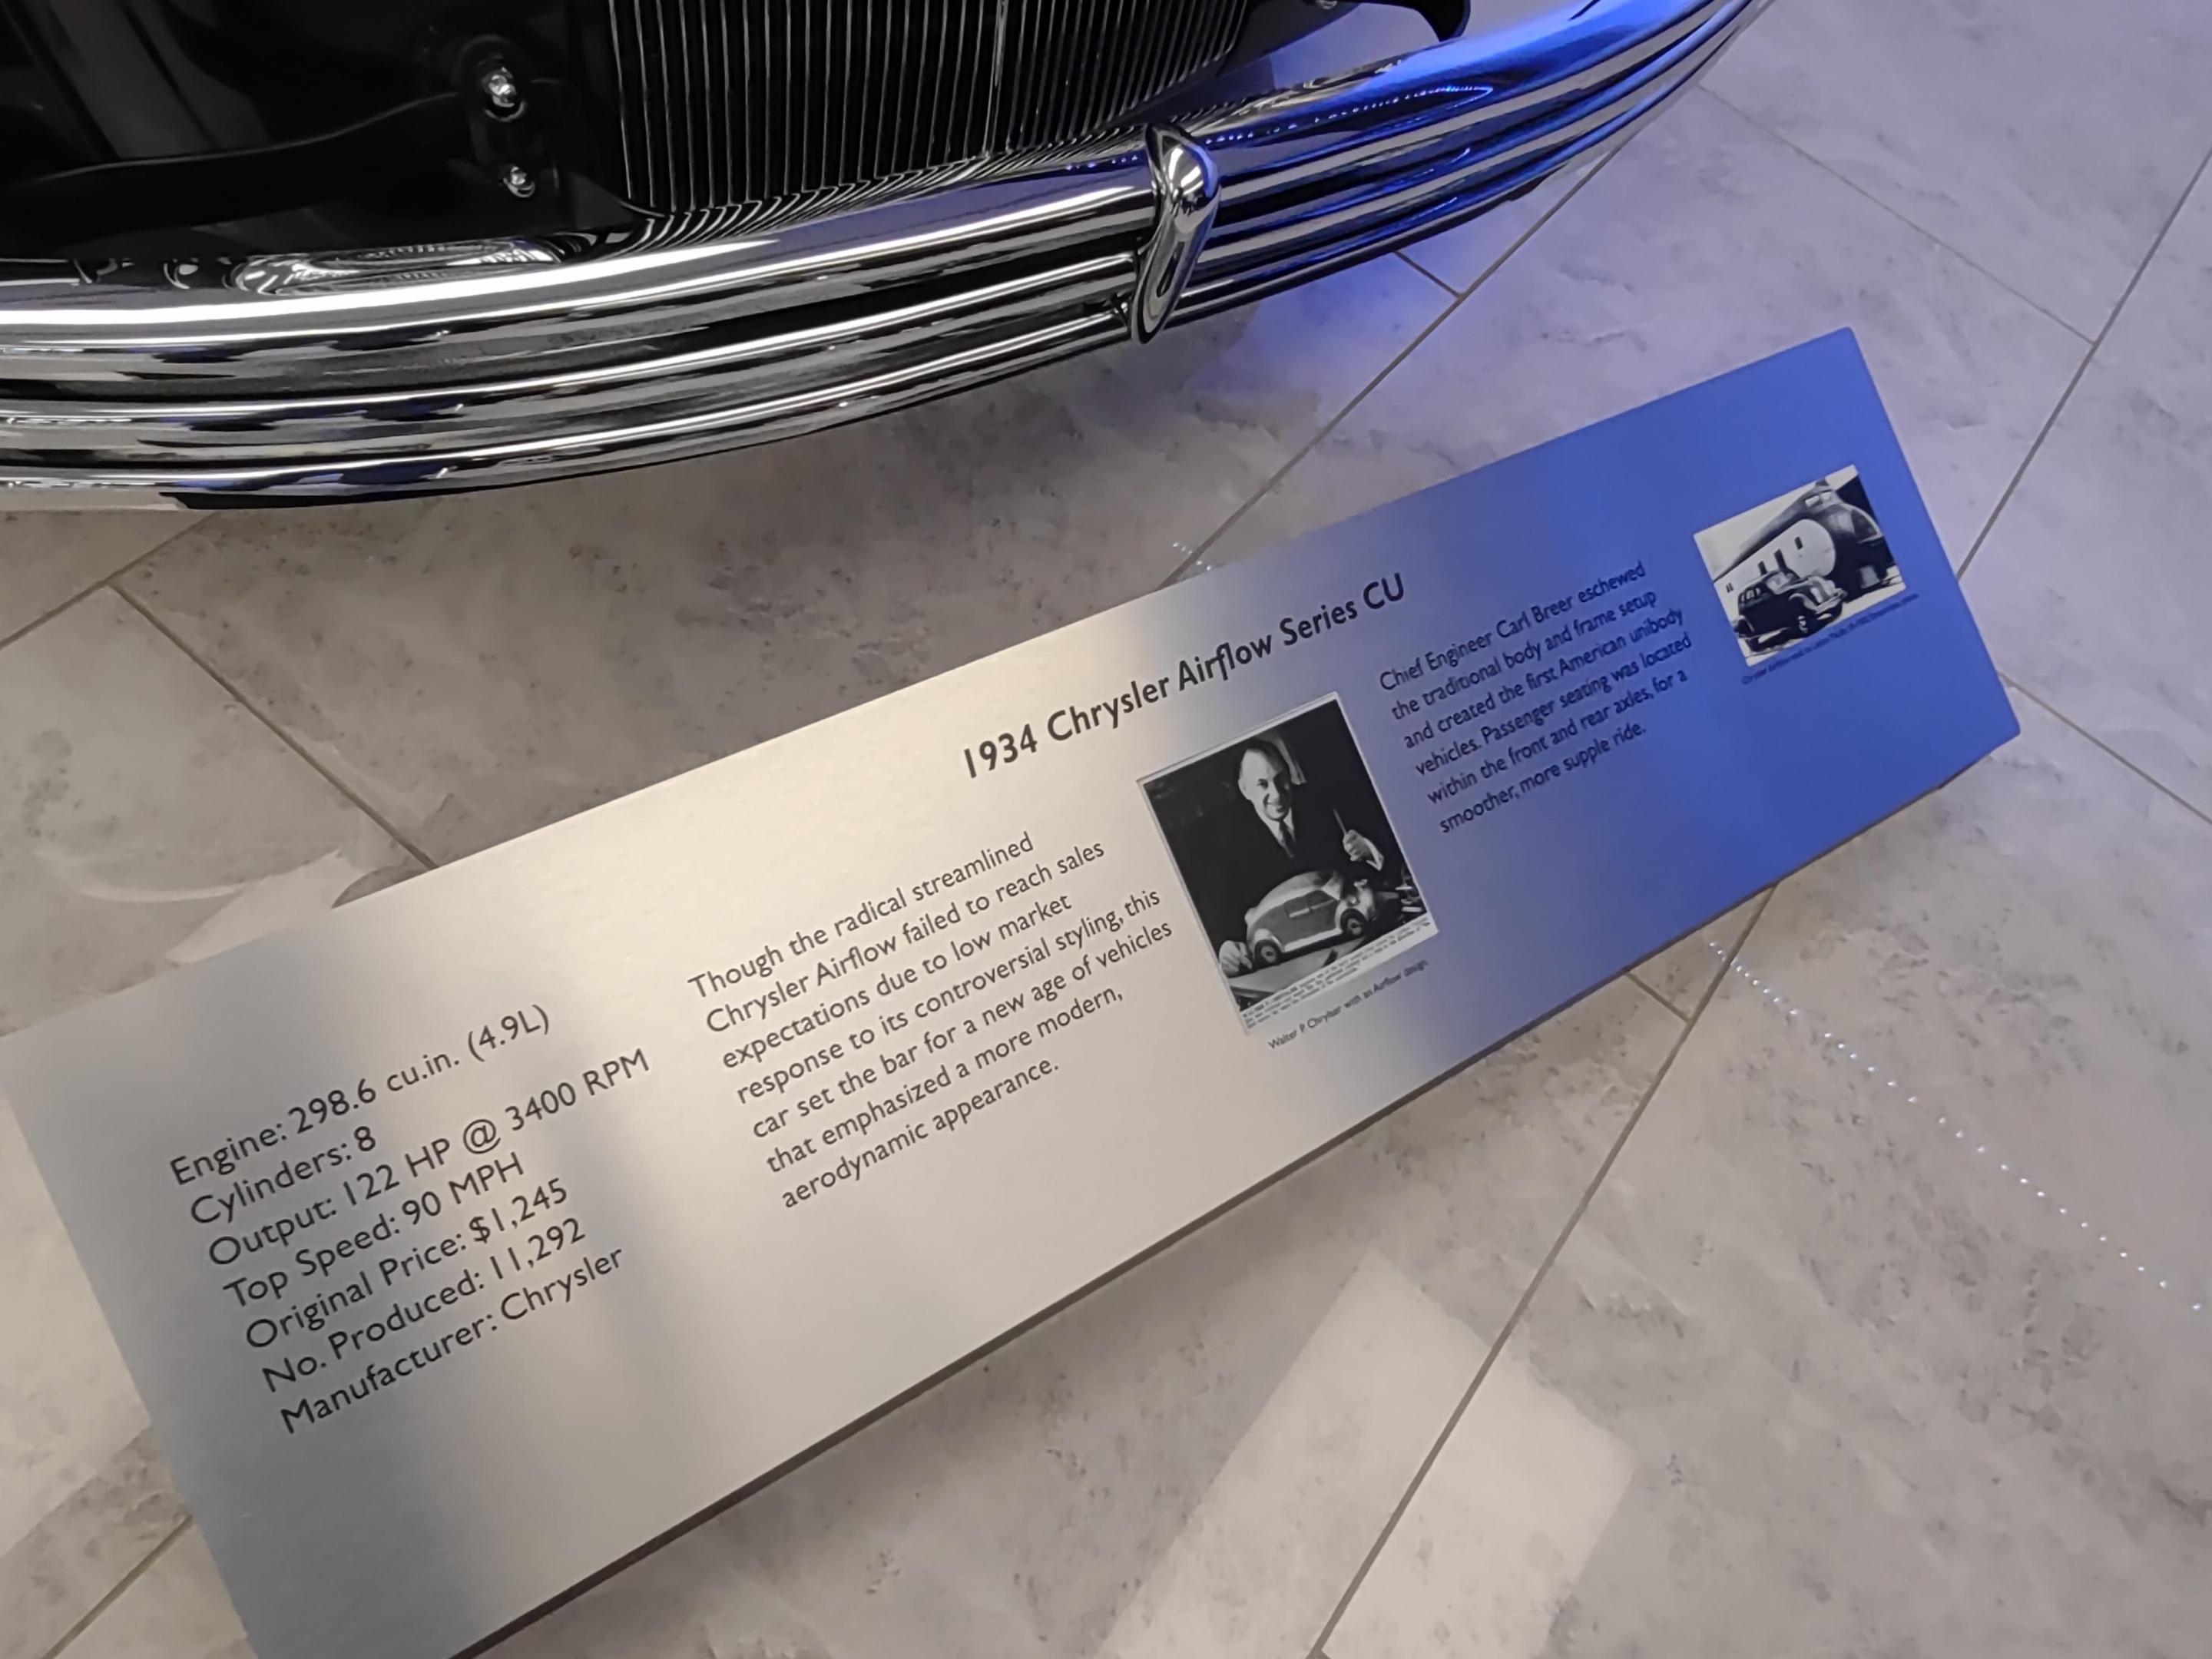 1934 Chrysler Airflow Series CU
Engine: 298.6 cu.in. (4.9L)
Cylinders: 8
Output: 122 HP @ 3400 RPM
Top Speed: 90 MPH
Original Price: $1,245
No. Produced: 11,292
Manufacturer: Chrysler
Though the radical streamlined
Chrysler Airflow failed to reach sales
expectations due to low market
response to its controversial styling, this
car set the bar for a new age of vehicles
that emphasized a more modern,
aerodynamic appearance.
Walter P. Chrysler with an Airflow design
Chief Engineer Carl Breer eschewed
the traditional body and frame setup
and created the first American unibody
vehicles. Passenger seating was located
within the front and rear axles, for a
smoother, more supple ride.